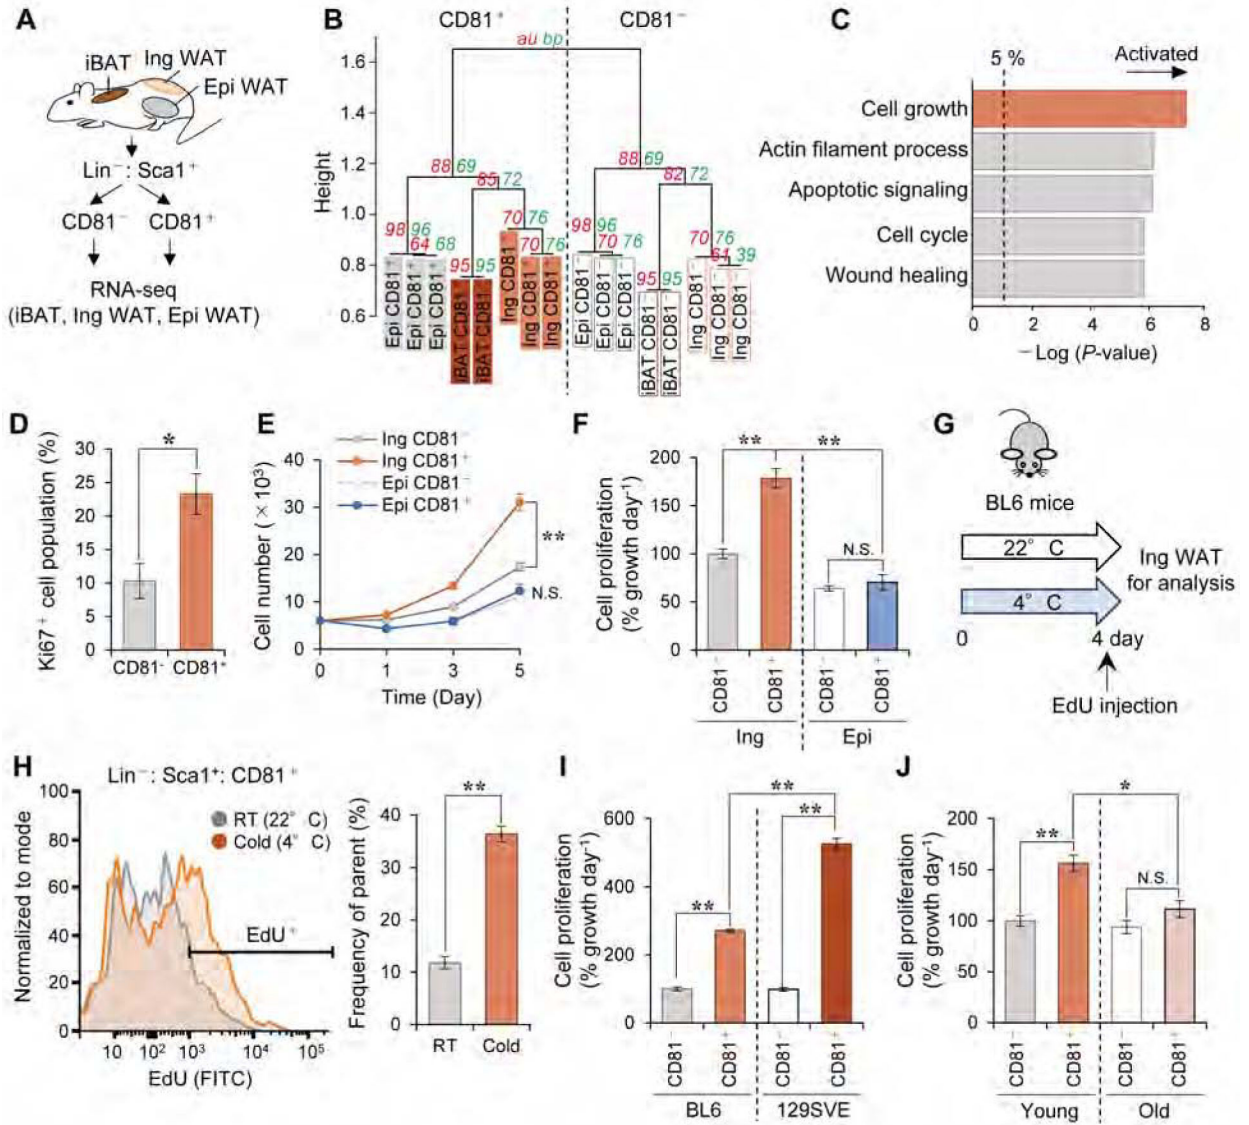 A
iBAT
Ing WAT
Epi WAT
Lin⁻: Sca1⁺
CD81⁻ CD81⁺
RNA-seq
(iBAT, Ing WAT, Epi WAT)
B
CD81⁺ CD81⁻
au bp
Height
1.6
1.4
1.2
1.0
0.8
0.6
88 69
85 72
98 96
64 68
95 95
70 76
70 76
88 69
82 72
98 96
70 76
95 95
70 76
61 39
Epi CD81⁺
Epi CD81⁺
Epi CD81⁺
iBAT CD81⁺
iBAT CD81⁺
Ing CD81⁺
Ing CD81⁺
Ing CD81⁺
Epi CD81⁻
Epi CD81⁻
Epi CD81⁻
iBAT CD81⁻
iBAT CD81⁻
Ing CD81⁻
Ing CD81⁻
Ing CD81⁻
C
5 %
Activated
Cell growth
Actin filament process
Apoptotic signaling
Cell cycle
Wound healing
0 2 4 6 8
−Log (P-value)
D
Ki67⁺ cell population (%)
30
25
20
15
10
5
0
*
CD81⁻ CD81⁺
E
Ing CD81⁻
Ing CD81⁺
Epi CD81⁻
Epi CD81⁺
Cell number (× 10³)
40
30
20
10
0
**
N.S.
0 1 3 5
Time (Day)
F
Cell proliferation
(% growth day⁻¹)
200
150
100
50
0
** **
N.S.
CD81⁻
CD81⁺
CD81⁻
CD81⁺
Ing Epi
G
BL6 mice
22° C
4° C
Ing WAT
for analysis
0 4 day
EdU injection
H
Lin⁻: Sca1⁺: CD81⁺
RT (22° C)
Cold (4° C)
Normalized to mode
100
80
60
40
20
0
EdU⁺
10 10² 10³ 10⁴ 10⁵
EdU (FITC)
Frequency of parent (%)
40
30
20
10
0
**
RT Cold
I
Cell proliferation
(% growth day⁻¹)
600
400
200
0
**
**
**
CD81⁻
CD81⁺
CD81⁻
CD81⁺
BL6 129SVE
J
Cell proliferation
(% growth day⁻¹)
200
150
100
50
0
*
**
N.S.
CD81⁻
CD81⁺
CD81⁻
CD81⁺
Young Old